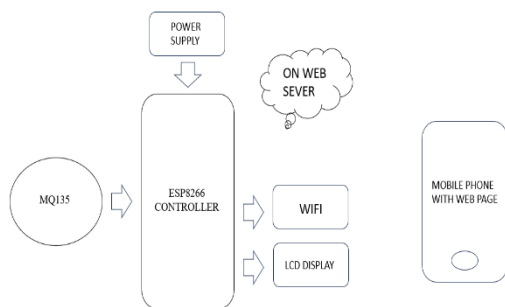 POWER
SUPPLY
ON WEB
SEVER
MQ135
ESP8266
CONTROLLER
WIFI
LCD DISPLAY
MOBILE PHONE
WITH WEB PAGE